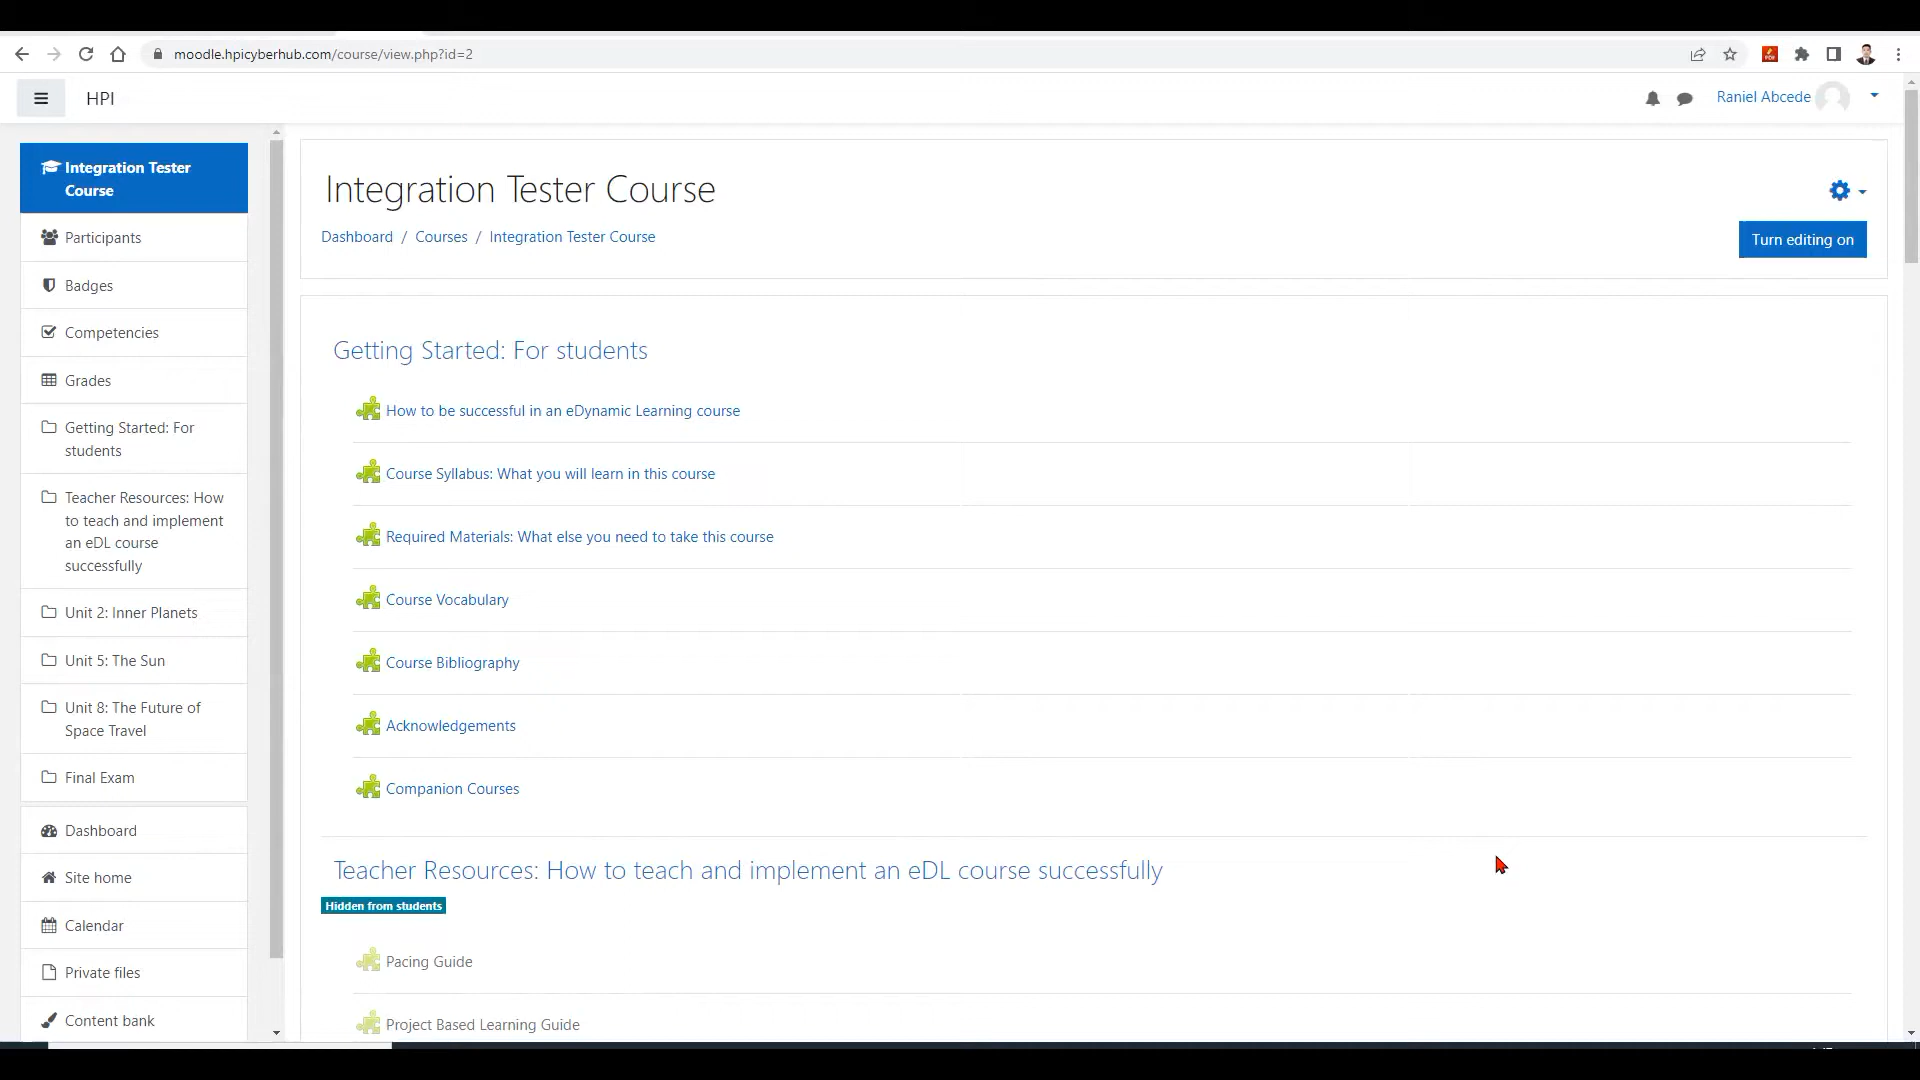 moodle.hpicyberhub.com/course/view.php?id=2
HPI
Raniel Abcede
Integration Tester
Course
Participants
Badges
Competencies
Grades
Getting Started: For
students
Teacher Resources: How
to teach and implement
an eDL course
successfully
Unit 2: Inner Planets
Unit 5: The Sun
Unit 8: The Future of
Space Travel
Final Exam
Dashboard
Site home
Calendar
Private files
Content bank
Integration Tester Course
Dashboard / Courses / Integration Tester Course
Turn editing on
Getting Started: For students
How to be successful in an eDynamic Learning course
Course Syllabus: What you will learn in this course
Required Materials: What else you need to take this course
Course Vocabulary
Course Bibliography
Acknowledgements
Companion Courses
Teacher Resources: How to teach and implement an eDL course successfully
Hidden from students
Pacing Guide
Project Based Learning Guide